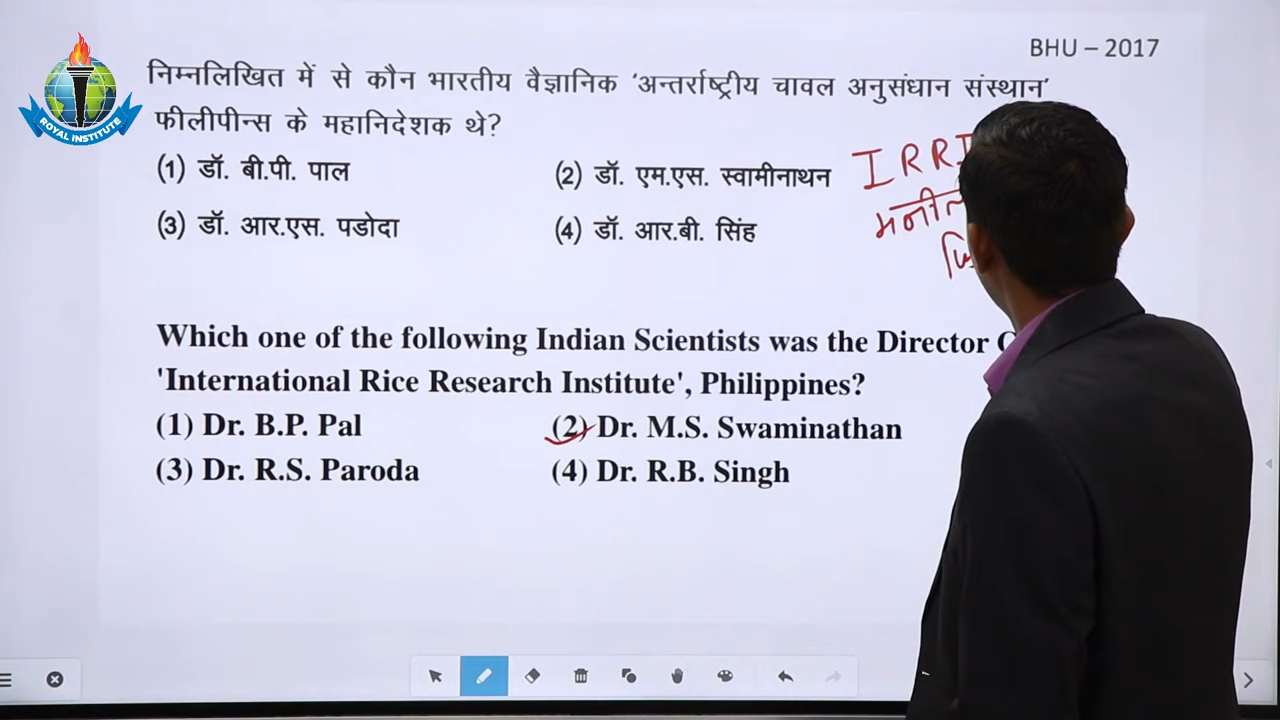 BHU – 2017
ROYAL INSTITUTE
निम्नलिखित में से कौन भारतीय वैज्ञानिक 'अन्तर्राष्ट्रीय चावल अनुसंधान संस्थान'
फीलीपीन्स के महानिदेशक थे?
(1) डॉ. बी.पी. पाल
(2) डॉ. एम.एस. स्वामीनाथन
IRRI
(3) डॉ. आर.एस. पडोदा
(4) डॉ. आर.बी. सिंह
Which one of the following Indian Scientists was the Director
'International Rice Research Institute', Philippines?
(1) Dr. B.P. Pal
(2) Dr. M.S. Swaminathan
(3) Dr. R.S. Paroda
(4) Dr. R.B. Singh